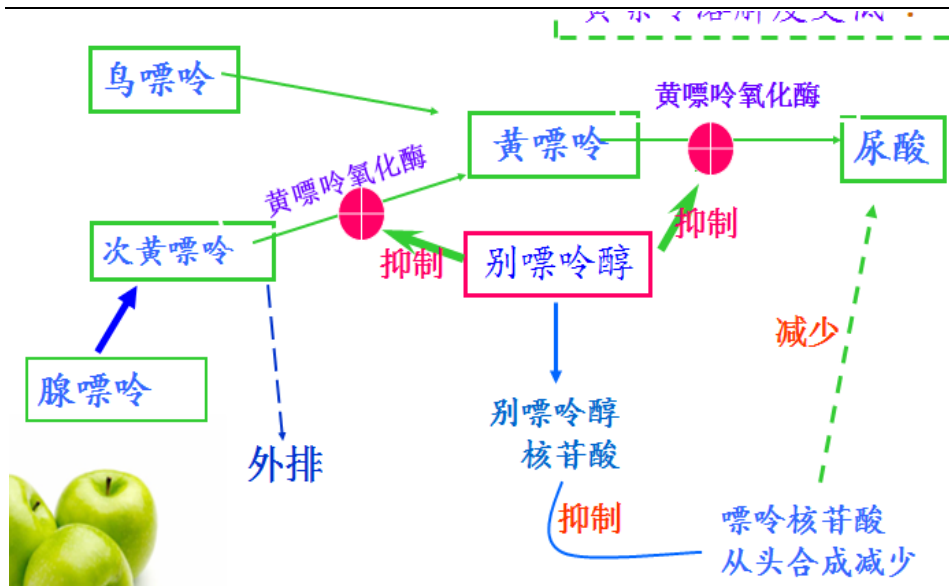 鸟嘌呤
黄嘌呤氧化酶
黄嘌呤
尿酸
黄嘌呤氧化酶
次黄嘌呤
抑制
别嘌呤醇
抑制
减少
腺嘌呤
外排
别嘌呤醇
核苷酸
抑制
嘌呤核苷酸
从头合成减少